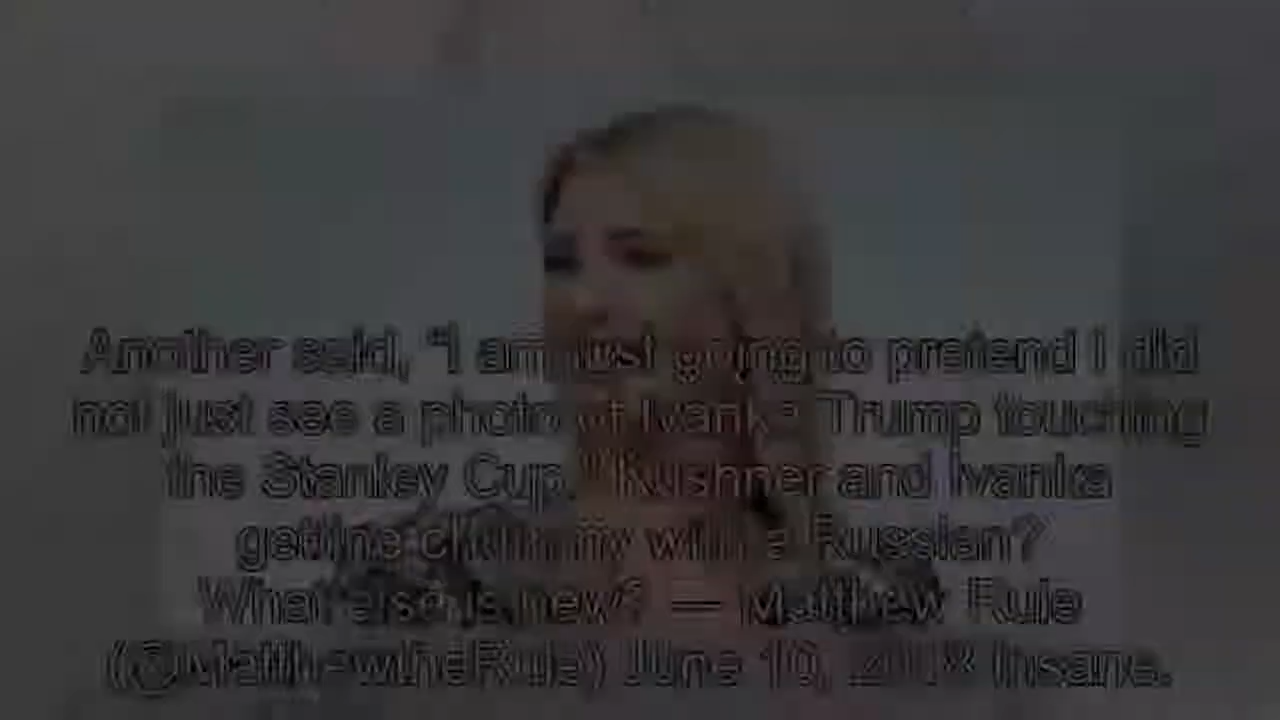 Another said, "I am just going to pretend I did
not just see a photo of Ivanka Trump touching
the Stanley Cup." Kushner and Ivanka
getting chummy with a Russian?
What else is new? — Matthew Rule
(@MatthewtheRule) June 10, 2018 Insane.